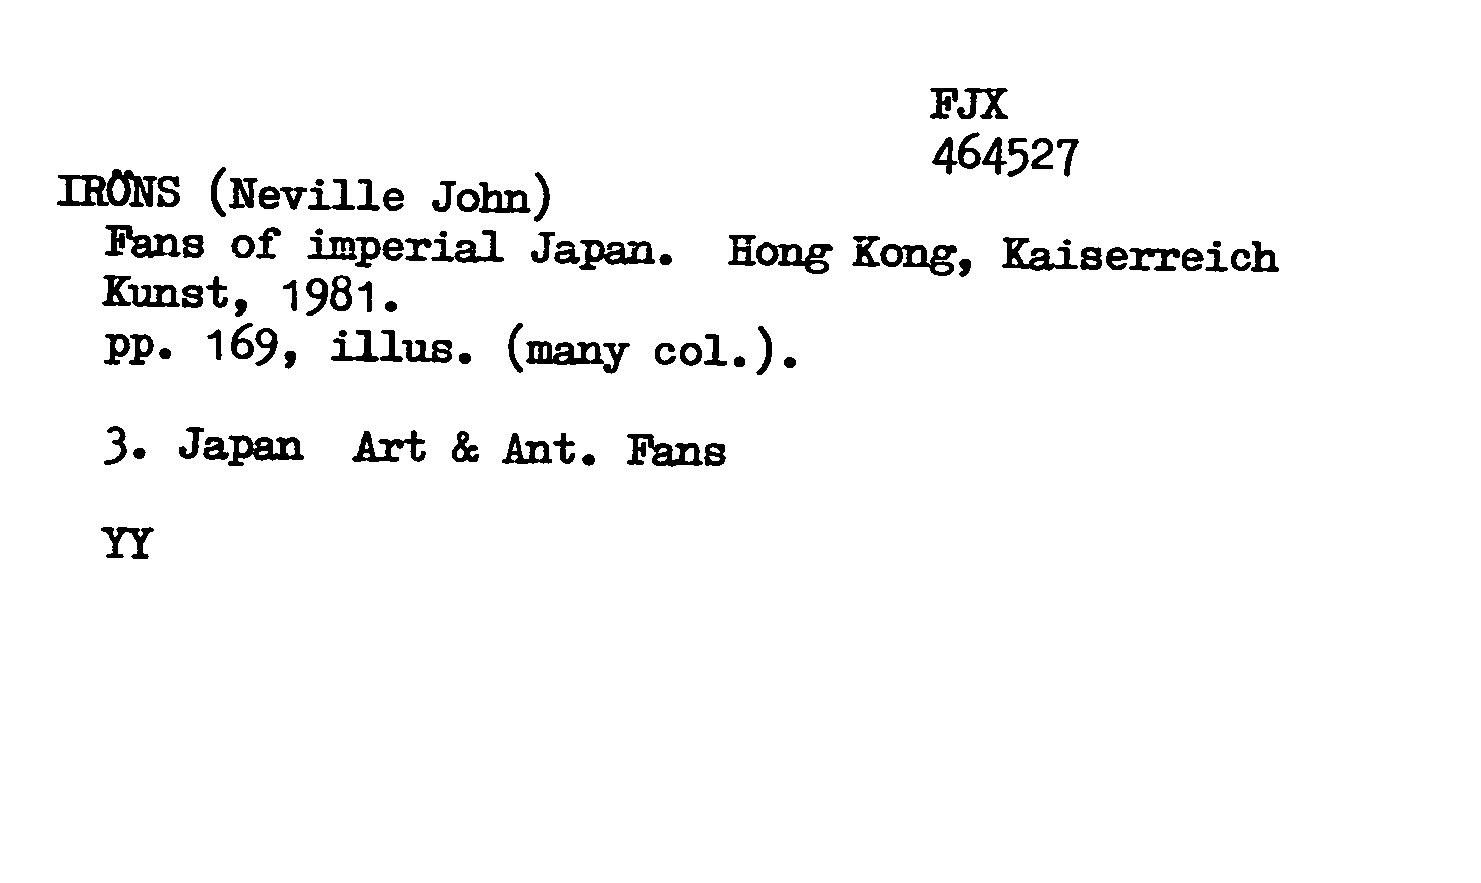 FJX
464527
IRÖNS (Neville John)
Fans of imperial Japan. Hong Kong, Kaiserreich
Kunst, 1981.
pp. 169, illus. (many col.).
3. Japan Art & Ant. Fans
YY